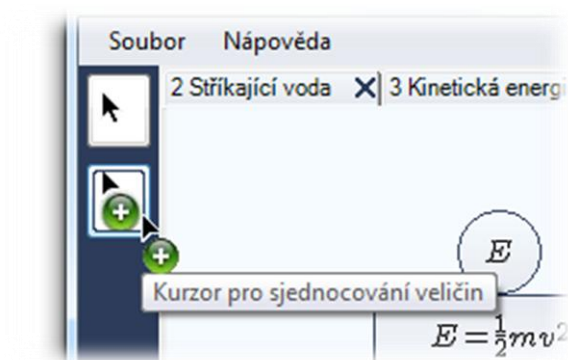 Soubor Nápověda
2 Stříkající voda 3 Kinetická energi
E
Kurzor pro sjednocování veličin
E = ½mv²